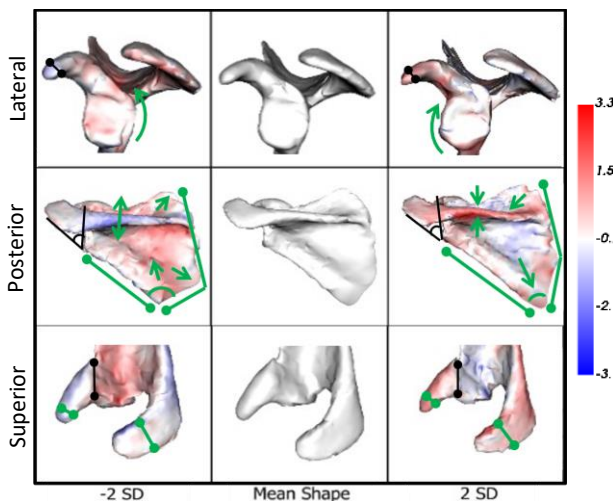 Lateral
Posterior
Superior
3.3
1.5
-0.
-2.
-3.
-2 SD
Mean Shape
2 SD